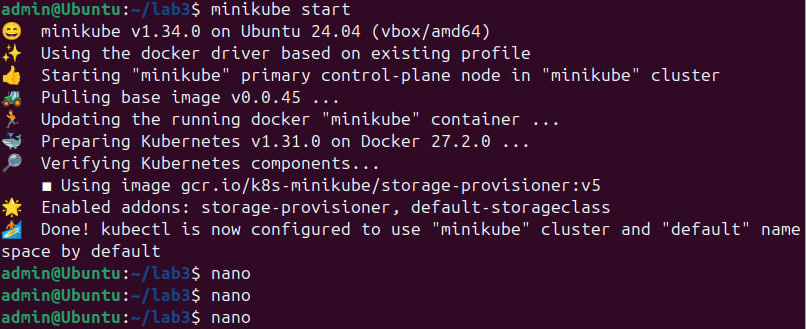 admin@Ubuntu:~/lab3$ minikube start
😄 minikube v1.34.0 on Ubuntu 24.04 (vbox/amd64)
✨ Using the docker driver based on existing profile
👍 Starting "minikube" primary control-plane node in "minikube" cluster
🚜 Pulling base image v0.0.45 ...
🏃 Updating the running docker "minikube" container ...
🐳 Preparing Kubernetes v1.31.0 on Docker 27.2.0 ...
🔎 Verifying Kubernetes components...
▪ Using image gcr.io/k8s-minikube/storage-provisioner:v5
🌟 Enabled addons: storage-provisioner, default-storageclass
🏄 Done! kubectl is now configured to use "minikube" cluster and "default" name
space by default
admin@Ubuntu:~/lab3$ nano
admin@Ubuntu:~/lab3$ nano
admin@Ubuntu:~/lab3$ nano